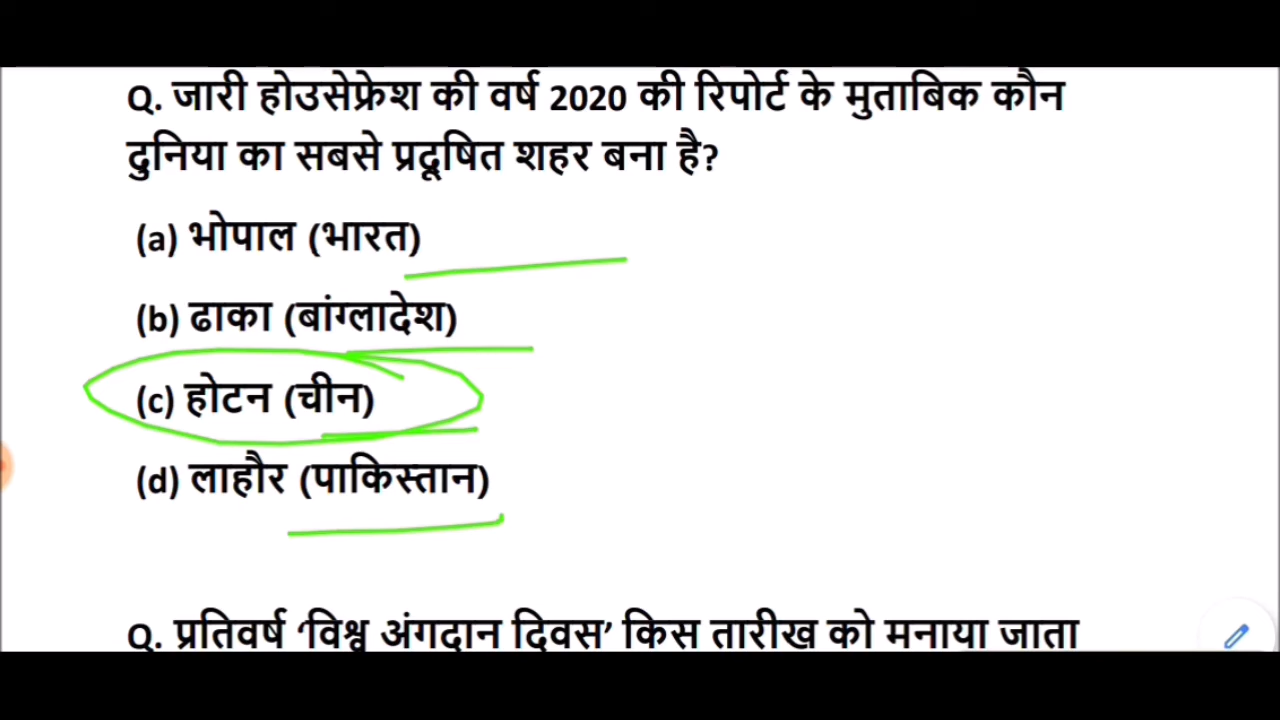 Q. जारी होउसेफ्रेश की वर्ष 2020 की रिपोर्ट के मुताबिक कौन
दुनिया का सबसे प्रदूषित शहर बना है?
(a) भोपाल (भारत)
(b) ढाका (बांग्लादेश)
(c) होटन (चीन)
(d) लाहौर (पाकिस्तान)
Q. प्रतिवर्ष ‘विश्व अंगदान दिवस’ किस तारीख को मनाया जाता